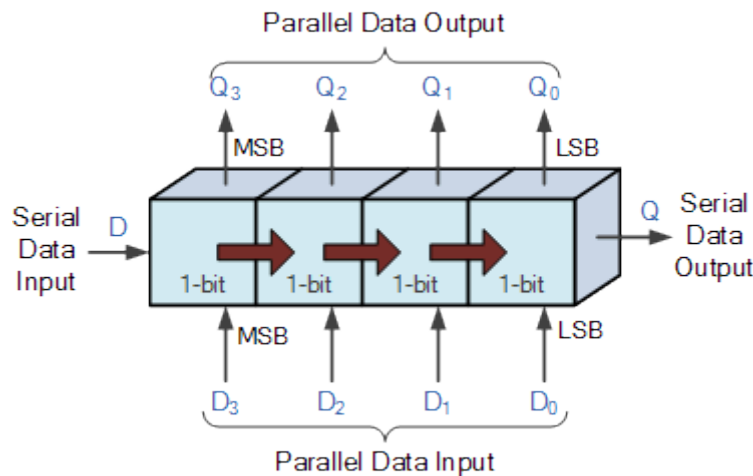 Parallel Data Output
Q3 Q2 Q1 Q0
MSB LSB
Serial Data Input D Q Serial Data Output
1-bit 1-bit 1-bit 1-bit
MSB LSB
D3 D2 D1 D0
Parallel Data Input